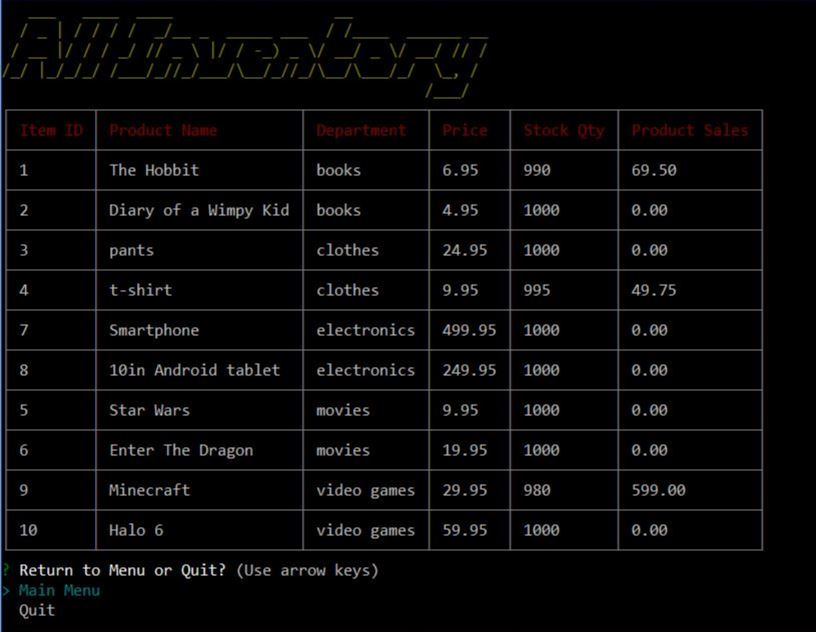 All Inventory
Item ID Product Name Department Price Stock Qty Product Sales
1 The Hobbit books 6.95 990 69.50
2 Diary of a Wimpy Kid books 4.95 1000 0.00
3 pants clothes 24.95 1000 0.00
4 t-shirt clothes 9.95 995 49.75
7 Smartphone electronics 499.95 1000 0.00
8 10in Android tablet electronics 249.95 1000 0.00
5 Star Wars movies 9.95 1000 0.00
6 Enter The Dragon movies 19.95 1000 0.00
9 Minecraft video games 29.95 980 599.00
10 Halo 6 video games 59.95 1000 0.00
? Return to Menu or Quit? (Use arrow keys)
> Main Menu
Quit